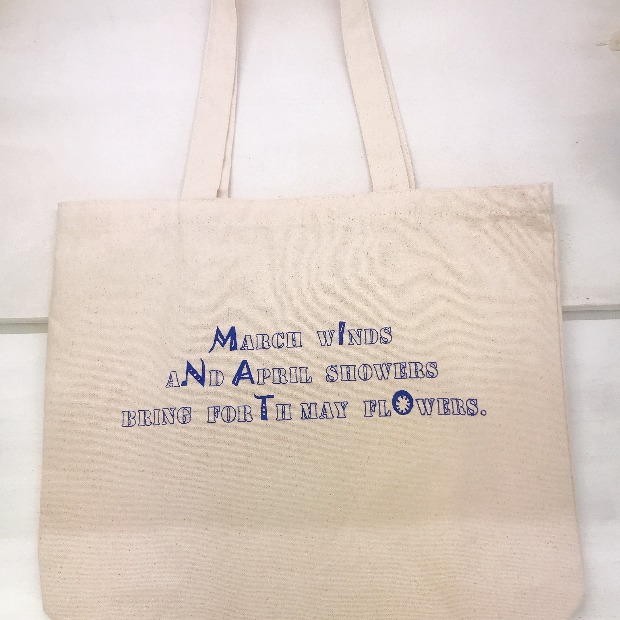 March wInds
aNd April showers
bring forTh may flOwers.